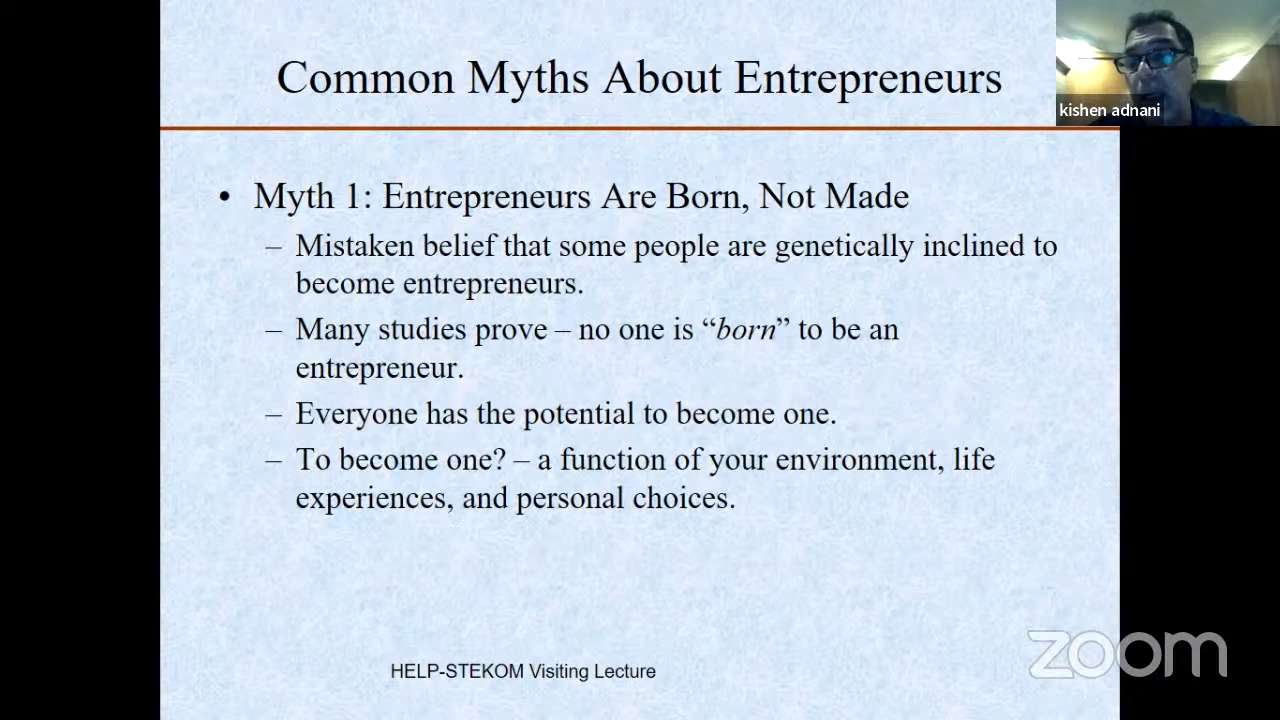 Common Myths About Entrepreneurs
kishen adnani
• Myth 1: Entrepreneurs Are Born, Not Made
– Mistaken belief that some people are genetically inclined to
become entrepreneurs.
– Many studies prove – no one is “born” to be an
entrepreneur.
– Everyone has the potential to become one.
– To become one? – a function of your environment, life
experiences, and personal choices.
HELP-STEKOM Visiting Lecture
zoom